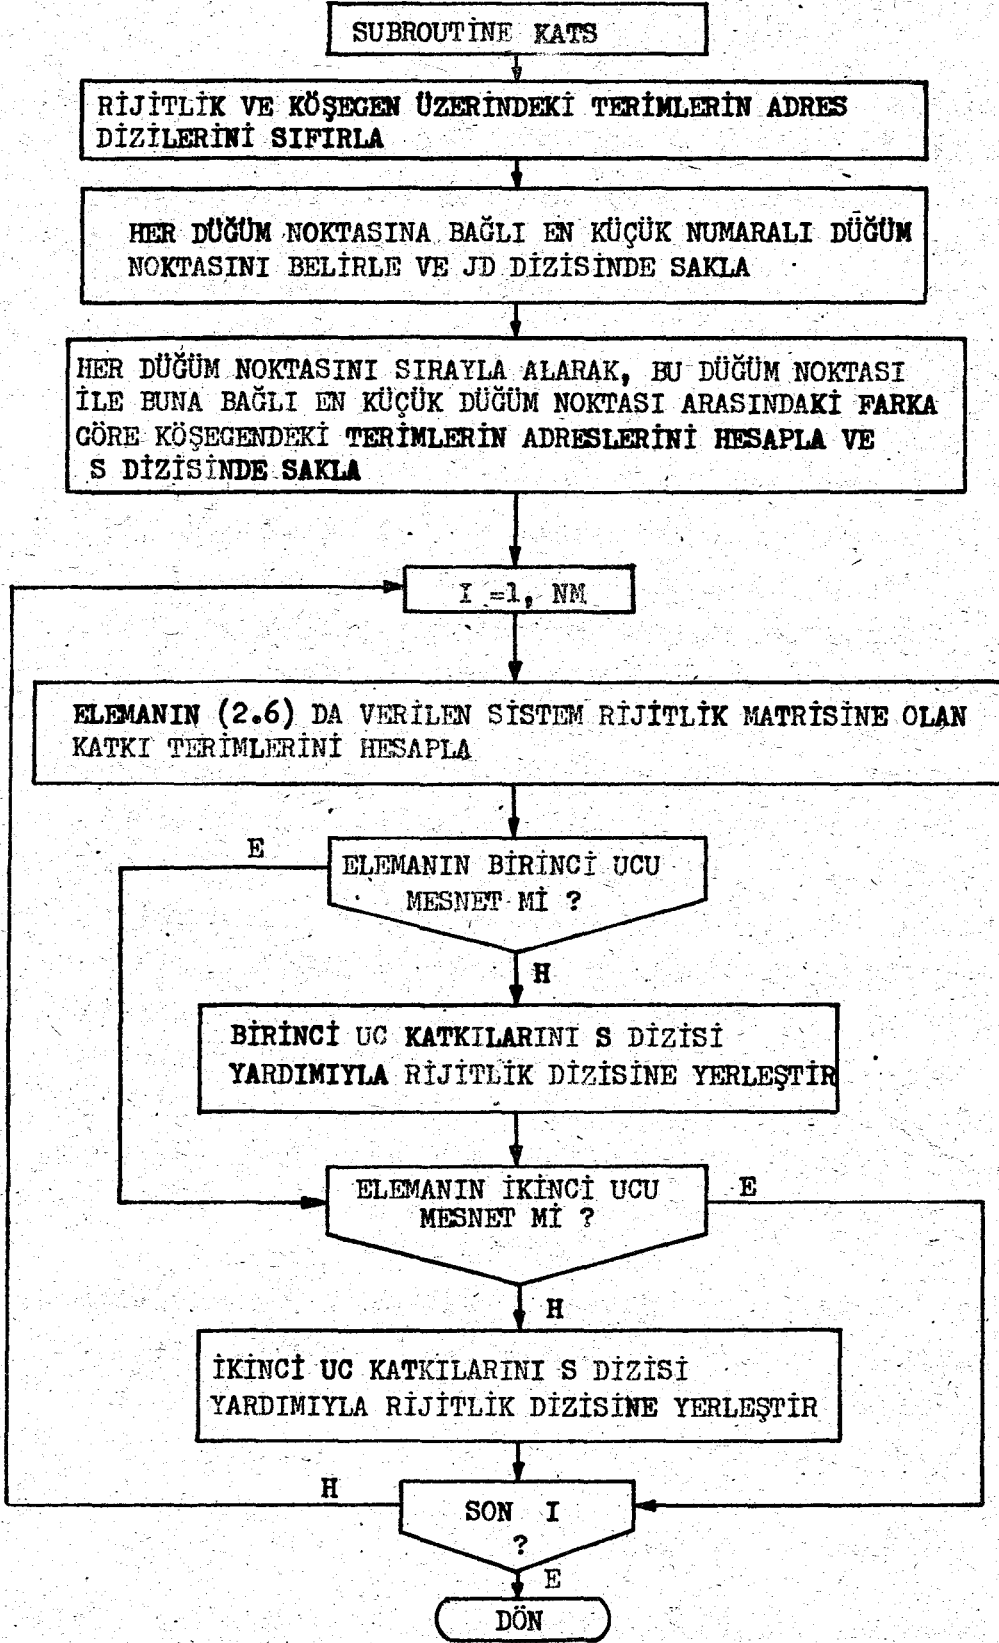 SUBROUTİNE KATS
RİJİTLİK VE KÖŞEGEN ÜZERİNDEKİ TERİMLERİN ADRES
DİZİLERİNİ SIFIRLA
HER DÜĞÜM NOKTASINA BAĞLI EN KÜÇÜK NUMARALI DÜĞÜM
NOKTASINI BELİRLE VE JD DİZİSİNDE SAKLA
HER DÜĞÜM NOKTASINI SIRAYLA ALARAK, BU DÜĞÜM NOKTASI
İLE BUNA BAĞLI EN KÜÇÜK DÜĞÜM NOKTASI ARASINDAKİ FARKA
GÖRE KÖŞEGENDEKİ TERİMLERİN ADRESLERİNİ HESAPLA VE
S DİZİSİNDE SAKLA
I =1, NM
ELEMANIN (2.6) DA VERİLEN SİSTEM RİJİTLİK MATRİSİNE OLAN
KATKI TERİMLERİNİ HESAPLA
E
ELEMANIN BİRİNCİ UCU
MESNET Mİ ?
H
BİRİNCİ UC KATKILARINI S DİZİSİ
YARDIMIYLA RİJİTLİK DİZİSİNE YERLEŞTİR
ELEMANIN İKİNCİ UCU
MESNET Mİ ?
E
H
İKİNCİ UC KATKILARINI S DİZİSİ
YARDIMIYLA RİJİTLİK DİZİSİNE YERLEŞTİR
H
SON I
?
E
DÖN